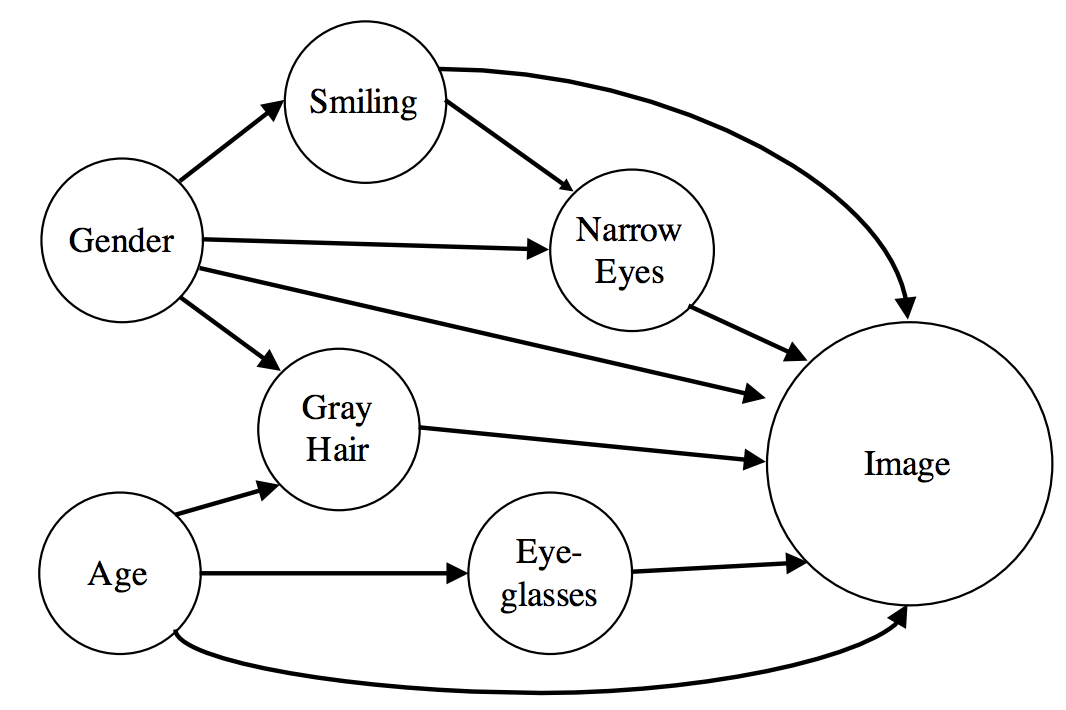 Smiling
Gender
Narrow
Eyes
Gray
Hair
Image
Age
Eye-
glasses